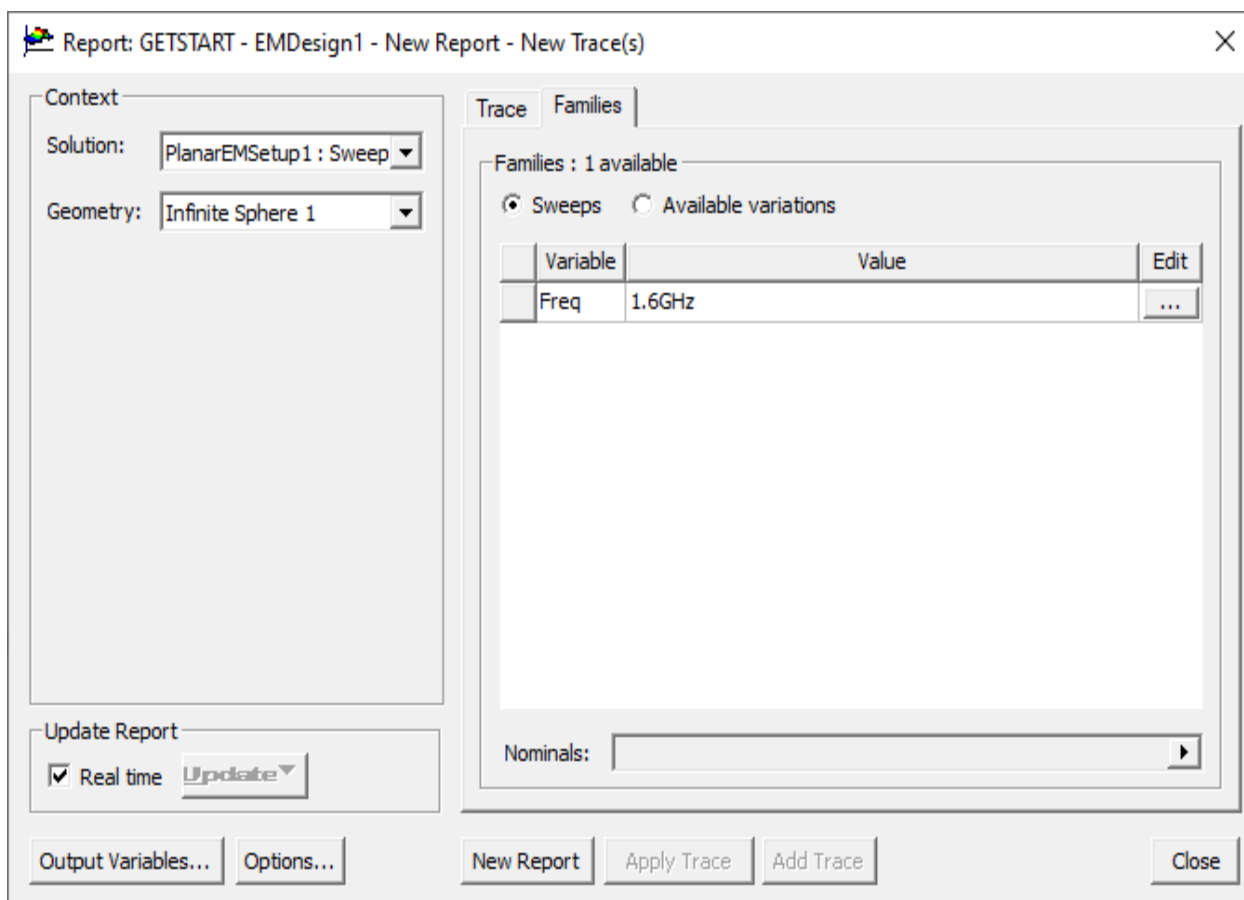 Report: GETSTART - EMDesign1 - New Report - New Trace(s)
Context
Solution: PlanarEMSetup1 : Sweep
Geometry: Infinite Sphere 1
Update Report
Real time Update
Output Variables... Options...
Trace Families
Families : 1 available
Sweeps Available variations
Variable Value Edit
Freq 1.6GHz ...
Nominals:
New Report Apply Trace Add Trace Close